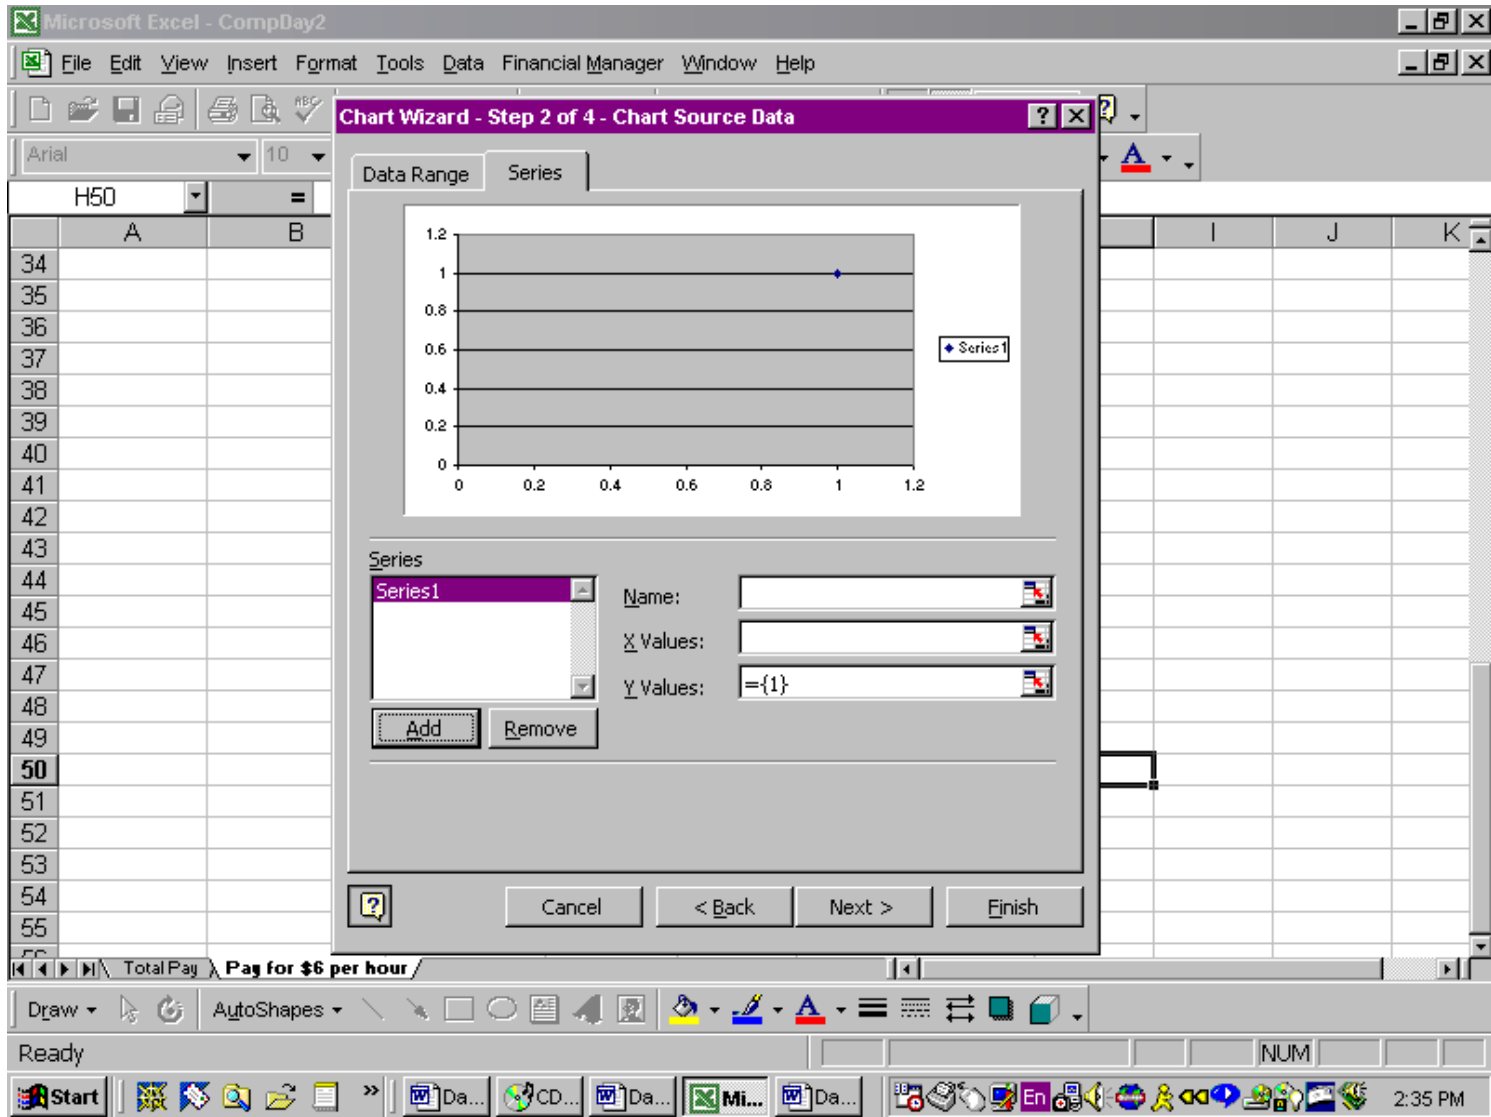 Microsoft Excel - CompDay2
File Edit View Insert Format Tools Data Financial Manager Window Help
ABC
Chart Wizard - Step 2 of 4 - Chart Source Data
Arial 10 A
Data Range Series
H50 =
A B I J K
1.2
1
0.8
0.6
0.4
0.2
0
0 0.2 0.4 0.6 0.8 1 1.2
Series1
34
35
36
37
38
39
40
41
42
43
44
45
46
47
48
49
50
51
52
53
54
55
56
Series
Series1
Name:
X Values:
Y Values: ={1}
Add Remove
Cancel < Back Next > Finish
Total Pay Pay for $6 per hour
Draw AutoShapes A
Ready NUM
Start » Da... CD... Da... Mi... Da... En 2:35 PM